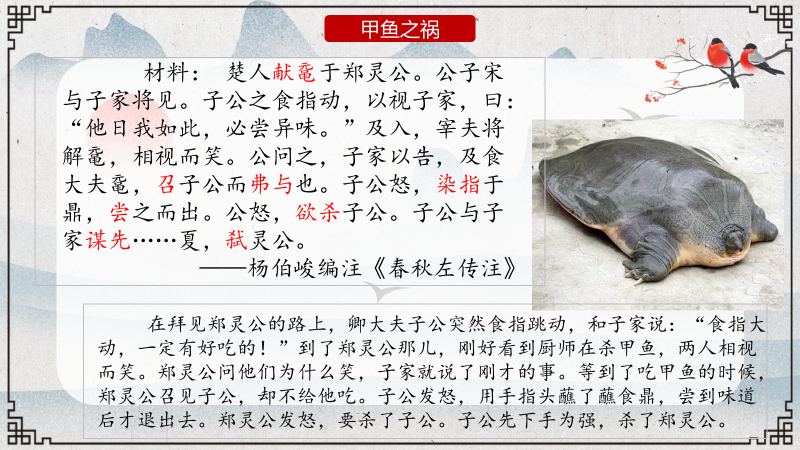 甲鱼之祸
材料： 楚人献鼋于郑灵公。公子宋
与子家将见。子公之食指动，以视子家，曰：
“他日我如此，必尝异味。”及入，宰夫将
解鼋，相视而笑。公问之，子家以告，及食
大夫鼋，召子公而弗与也。子公怒，染指于
鼎，尝之而出。公怒，欲杀子公。子公与子
家谋先……夏，弑灵公。
——杨伯峻编注《春秋左传注》
在拜见郑灵公的路上，卿大夫子公突然食指跳动，和子家说：“食指大
动，一定有好吃的！”到了郑灵公那儿，刚好看到厨师在杀甲鱼，两人相视
而笑。郑灵公问他们为什么笑，子家就说了刚才的事。等到了吃甲鱼的时候，
郑灵公召见子公，却不给他吃。子公发怒，用手指头蘸了蘸食鼎，尝到味道
后才退出去。郑灵公发怒，要杀了子公。子公先下手为强，杀了郑灵公。